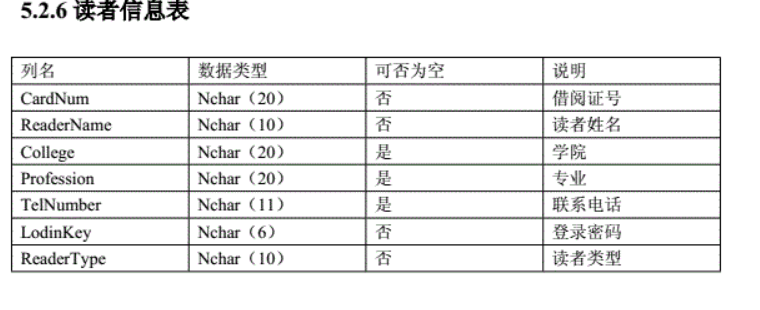 5.2.6 读者信息表
列名 数据类型 可否为空 说明
CardNum Nchar（20） 否 借阅证号
ReaderName Nchar（10） 否 读者姓名
College Nchar（20） 是 学院
Profession Nchar（20） 是 专业
TelNumber Nchar（11） 是 联系电话
LodinKey Nchar（6） 否 登录密码
ReaderType Nchar（10） 否 读者类型